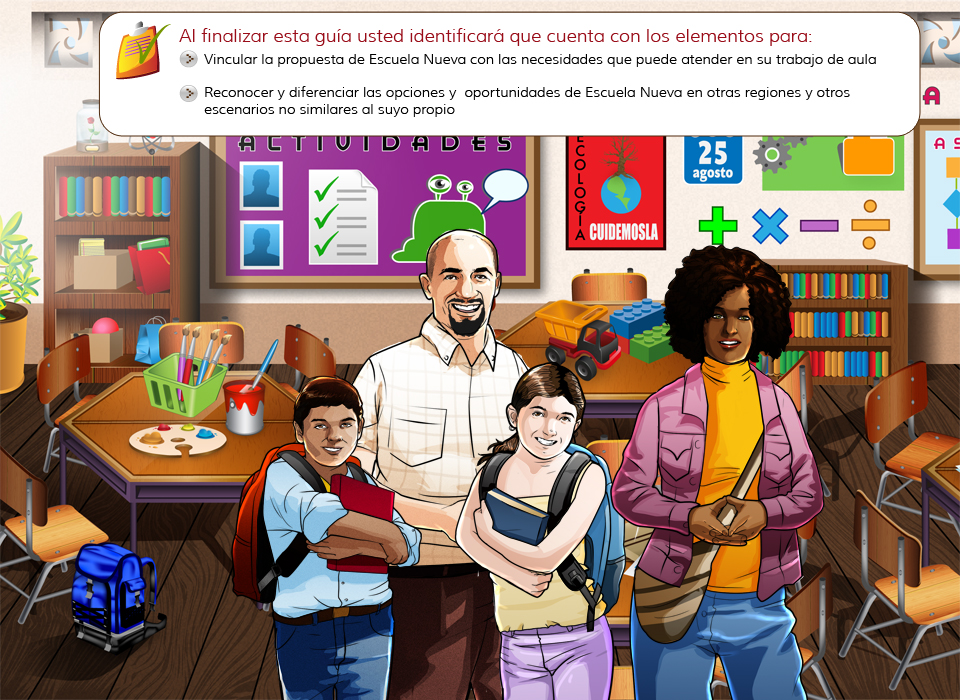 Al finalizar esta guía usted identificará que cuenta con los elementos para:
Vincular la propuesta de Escuela Nueva con las necesidades que puede atender en su trabajo de aula
Reconocer y diferenciar las opciones y  oportunidades de Escuela Nueva en otras regiones y otros
escenarios no similares al suyo propio
ACTIVIDADES
ECOLOGÍA
CUIDEMOSLA
25
agosto
A
A S